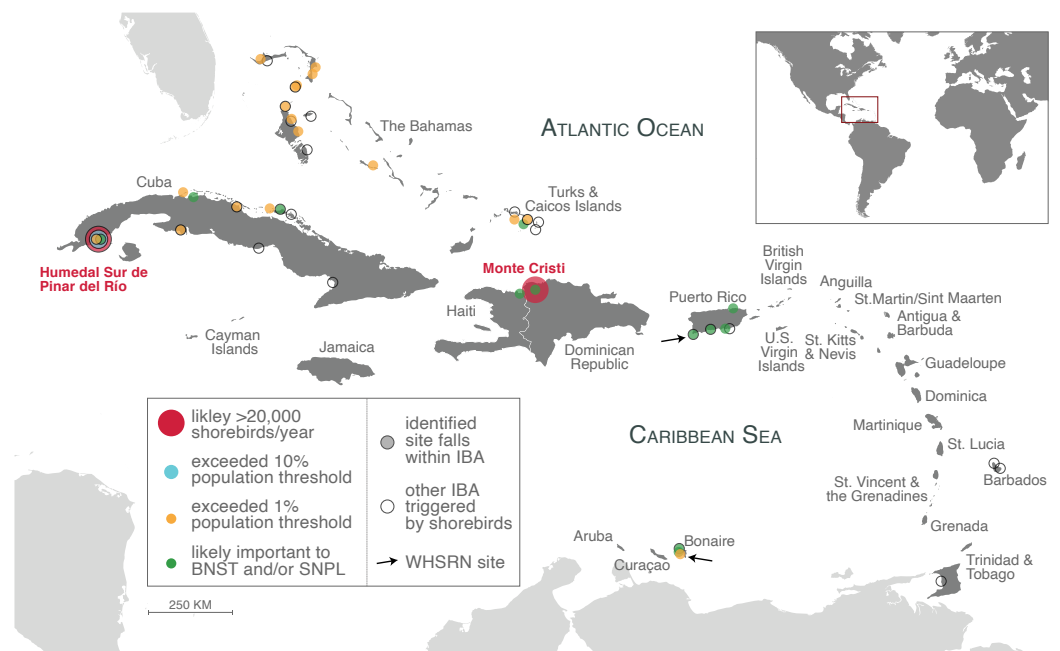 The Bahamas
ATLANTIC OCEAN
Cuba
Turks &
Caicos Islands
Humedal Sur de
Pinar del Río
Monte Cristi
Haiti
Dominican
Republic
Cayman
Islands
Jamaica
Puerto Rico
British
Virgin
Islands
U.S.
Virgin
Islands
Anguilla
St.Martin/Sint Maarten
St. Kitts
& Nevis
Antigua &
Barbuda
Guadeloupe
Dominica
Martinique
St. Lucia
Barbados
St. Vincent &
the Grenadines
Grenada
Trinidad &
Tobago
CARIBBEAN SEA
Aruba
Curaçao
Bonaire
likley >20,000
shorebirds/year
exceeded 10%
population threshold
exceeded 1%
population threshold
likely important to
BNST and/or SNPL
identified
site falls
within IBA
other IBA
triggered
by shorebirds
WHSRN site
250 KM